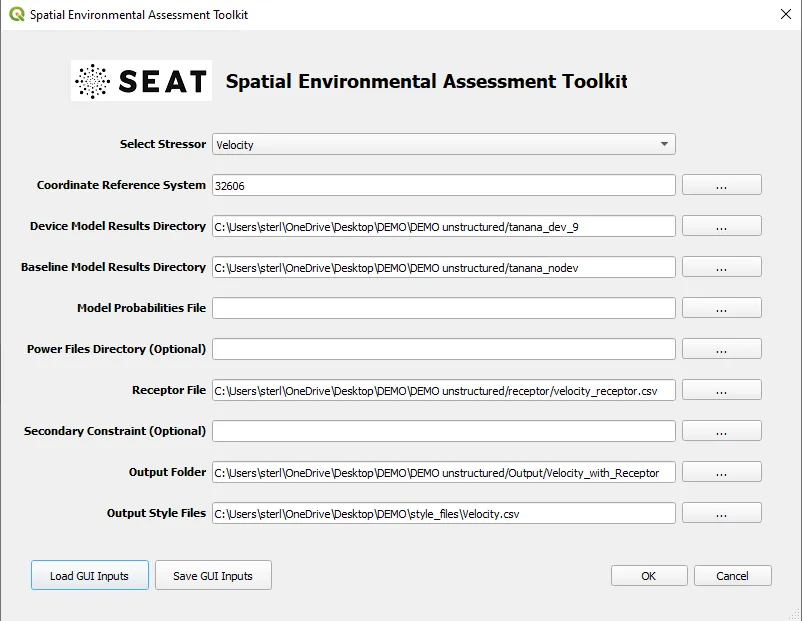 Spatial Environmental Assessment Toolkit
SEAT Spatial Environmental Assessment Toolkit
Select Stressor Velocity
Coordinate Reference System 32606 ...
Device Model Results Directory C:\Users\sterl\OneDrive\Desktop\DEMO\DEMO unstructured/tanana_dev_9 ...
Baseline Model Results Directory C:\Users\sterl\OneDrive\Desktop\DEMO\DEMO unstructured/tanana_nodev ...
Model Probabilities File ...
Power Files Directory (Optional) ...
Receptor File C:\Users\sterl\OneDrive\Desktop\DEMO\DEMO unstructured/receptor/velocity_receptor.csv ...
Secondary Constraint (Optional) ...
Output Folder C:\Users\sterl\OneDrive\Desktop\DEMO\DEMO unstructured/Output/Velocity_with_Receptor ...
Output Style Files C:\Users\sterl\OneDrive\Desktop\DEMO\style_files\Velocity.csv ...
Load GUI Inputs Save GUI Inputs OK Cancel